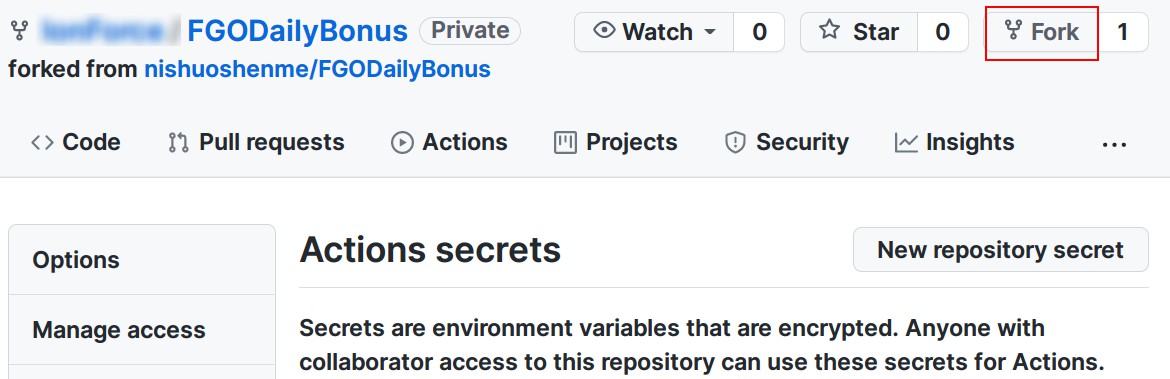 FGODailyBonus Private Watch 0 Star 0 Fork 1
forked from nishuoshenme/FGODailyBonus
Code Pull requests Actions Projects Security Insights ...
Options
Manage access
Actions secrets New repository secret
Secrets are environment variables that are encrypted. Anyone with
collaborator access to this repository can use these secrets for Actions.